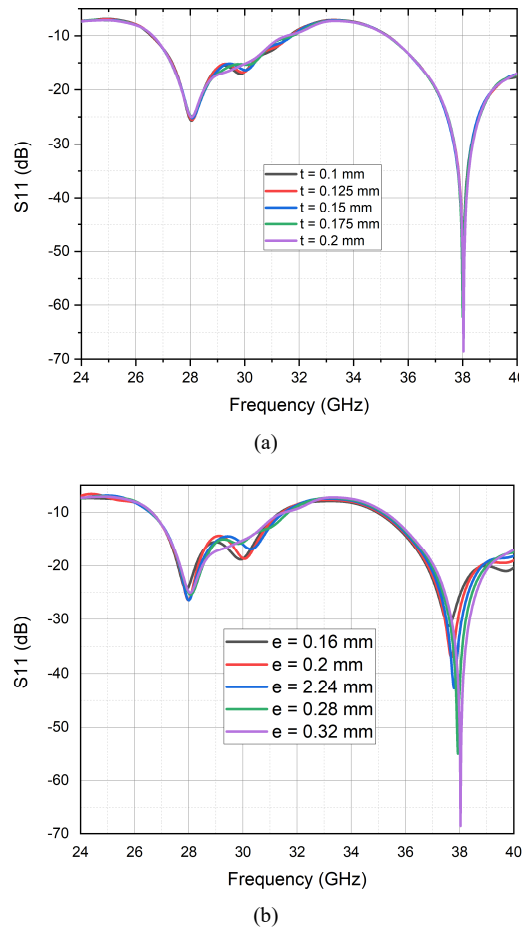 -10
-20
-30
-40
-50
-60
-70
S11 (dB)
t = 0.1 mm
t = 0.125 mm
t = 0.15 mm
t = 0.175 mm
t = 0.2 mm
24 26 28 30 32 34 36 38 40
Frequency (GHz)
(a)
-10
-20
-30
-40
-50
-60
-70
S11 (dB)
e = 0.16 mm
e = 0.2 mm
e = 2.24 mm
e = 0.28 mm
e = 0.32 mm
24 26 28 30 32 34 36 38 40
Frequency (GHz)
(b)